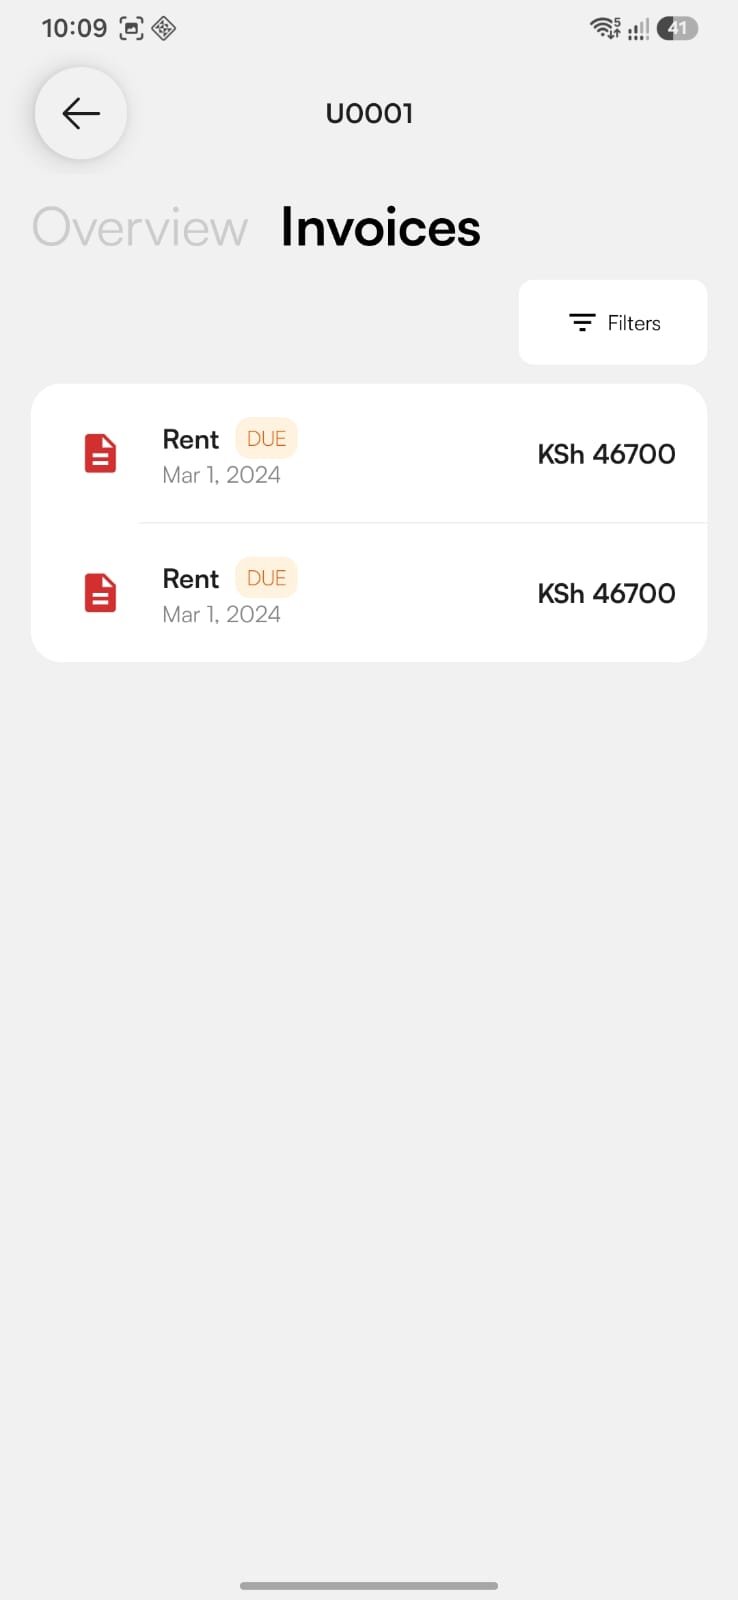 10:09
5
41
U0001
Overview Invoices
Filters
Rent DUE
Mar 1, 2024
KSh 46700
Rent DUE
Mar 1, 2024
KSh 46700